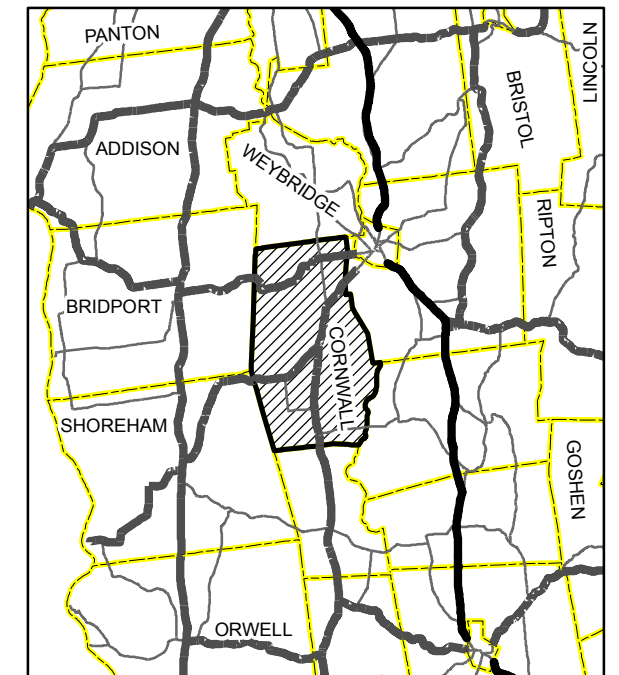 PANTON
LINCOLN
BRISTOL
ADDISON
WEYBRIDGE
RIPTON
BRIDPORT
CORNWALL
SHOREHAM
GOSHEN
ORWELL